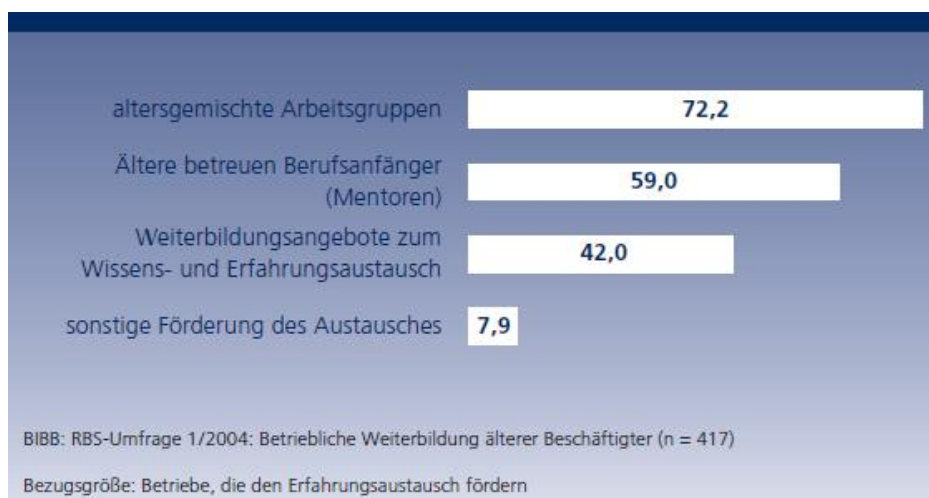 altersgemischte Arbeitsgruppen 72,2
Ältere betreuen Berufsanfänger
(Mentoren) 59,0
Weiterbildungsangebote zum
Wissens- und Erfahrungsaustausch 42,0
sonstige Förderung des Austausches 7,9
BIBB: RBS-Umfrage 1/2004: Betriebliche Weiterbildung älterer Beschäftigter (n = 417)
Bezugsgröße: Betriebe, die den Erfahrungsaustausch fördern